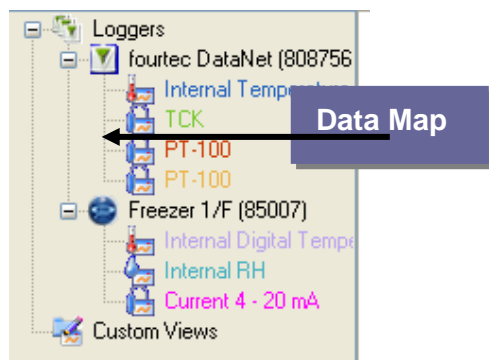 Loggers
fourtec DataNet (808756
Internal Temperature
TCK
Data Map
PT-100
PT-100
Freezer 1/F (85007)
Internal Digital Tempe
Internal RH
Current 4 - 20 mA
Custom Views